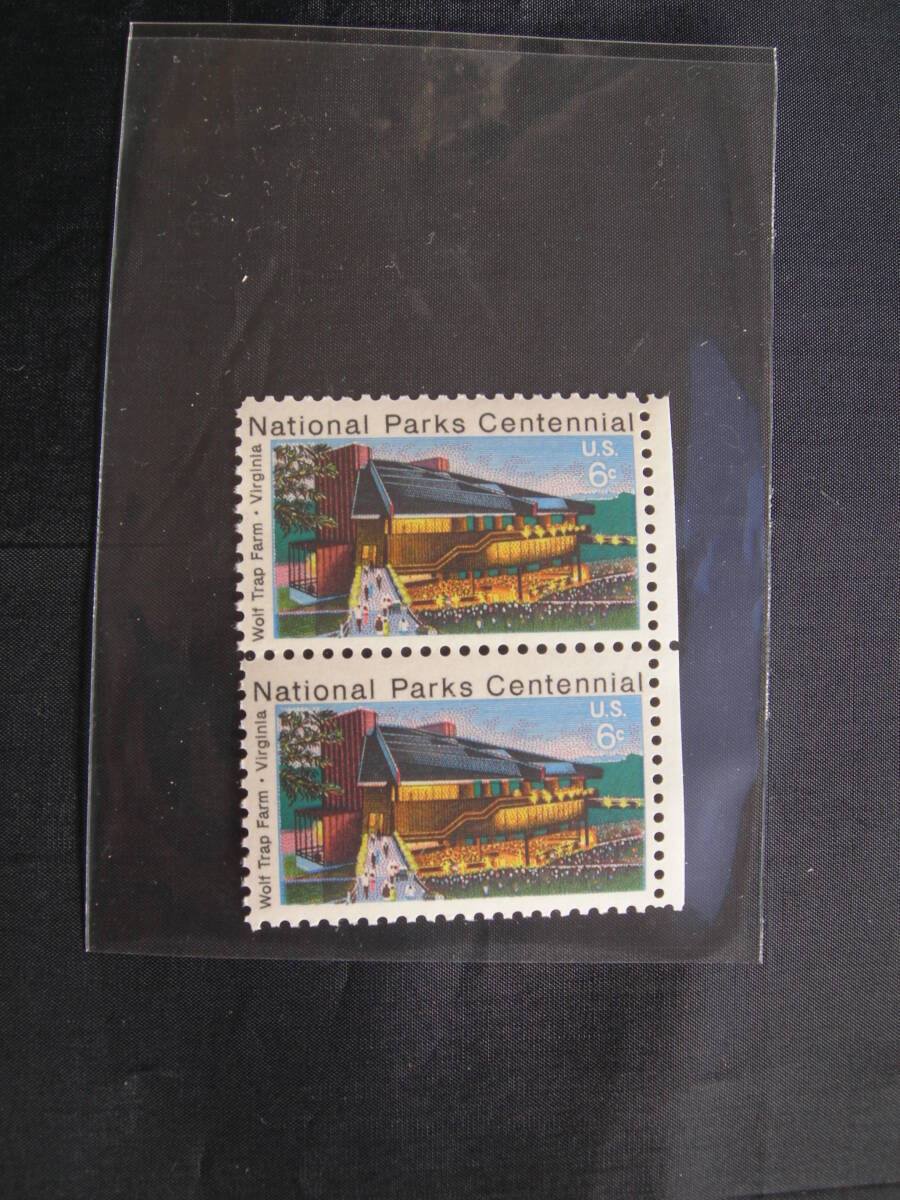 National Parks Centennial
U.S.
6c
Wolf Trap Farm · Virginia
National Parks Centennial
U.S.
6c
Wolf Trap Farm · Virginia